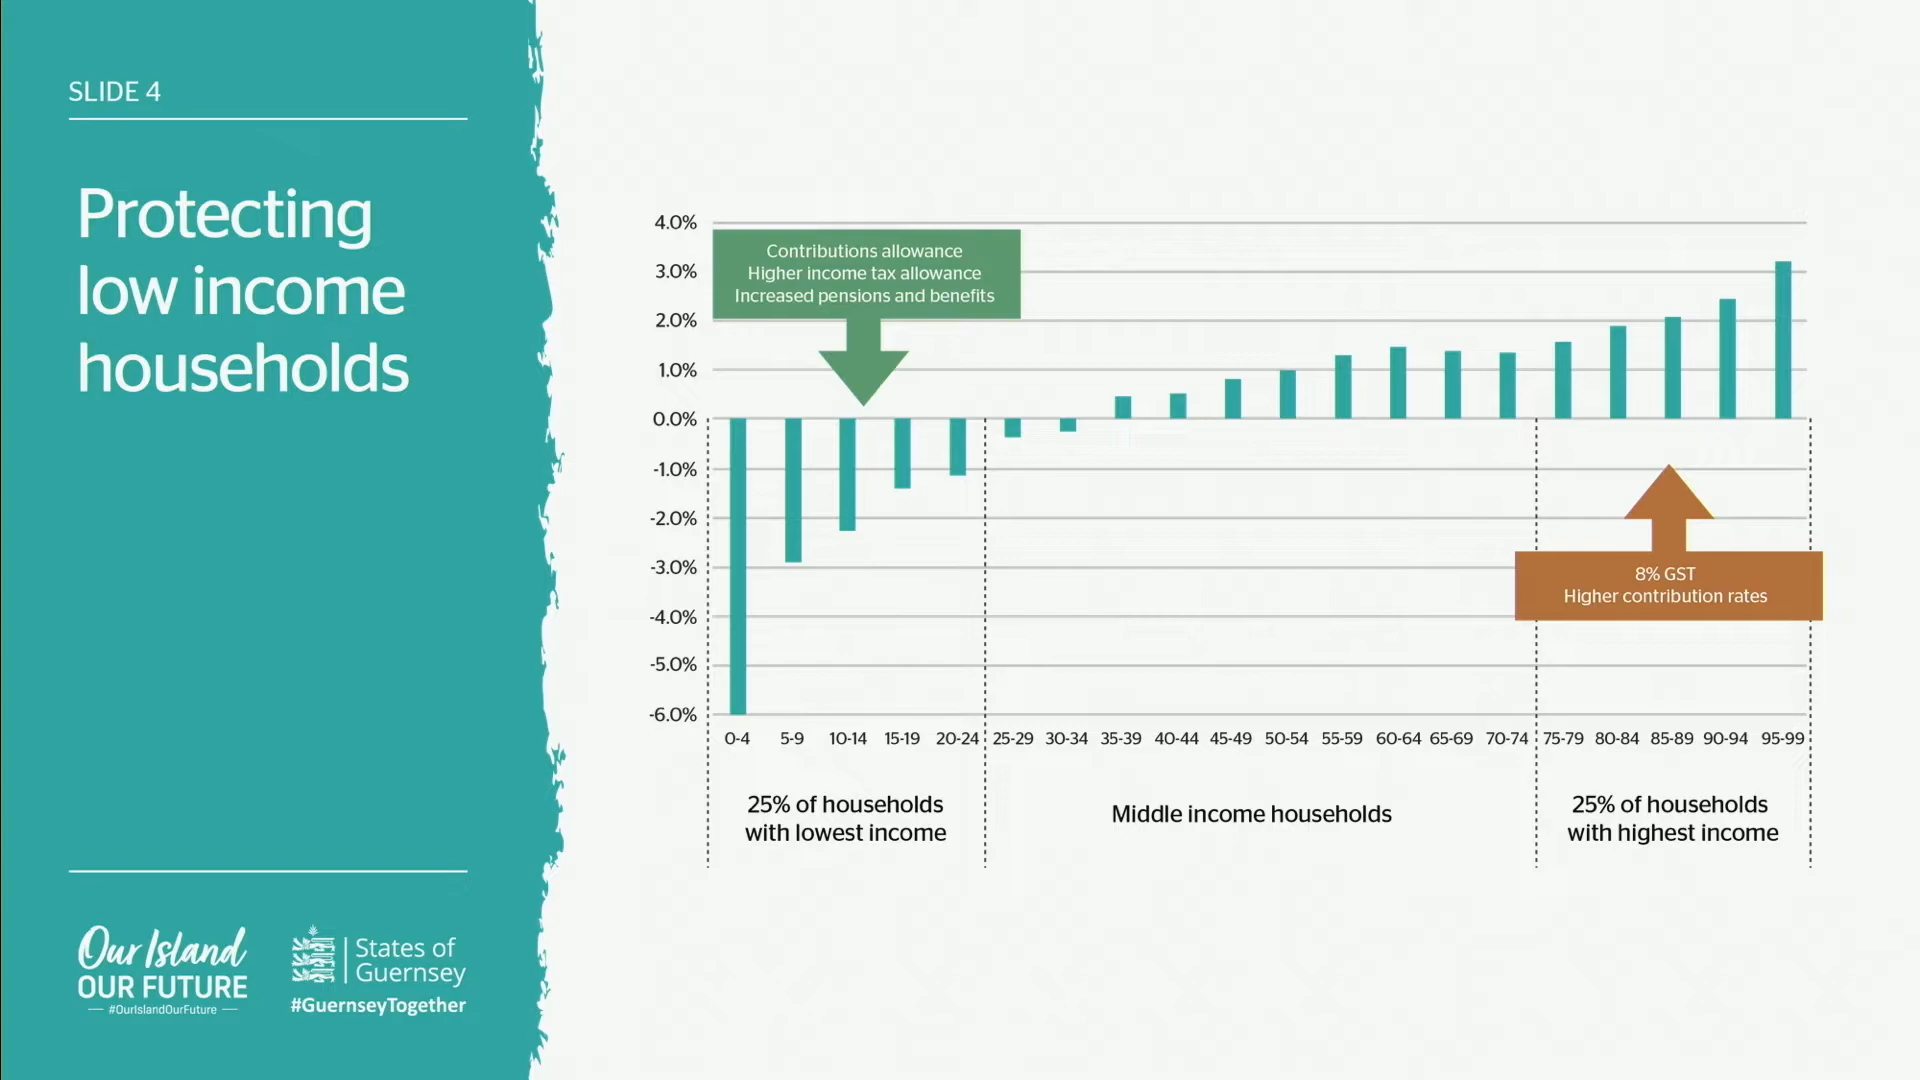 SLIDE 4
Protecting
low income
households
Our Island
OUR FUTURE
#OurIslandOurFuture
States of
Guernsey
#GuernseyTogether
4.0%
3.0%
2.0%
1.0%
0.0%
-1.0%
-2.0%
-3.0%
-4.0%
-5.0%
-6.0%
Contributions allowance
Higher income tax allowance
Increased pensions and benefits
8% GST
Higher contribution rates
0-4 5-9 10-14 15-19 20-24 25-29 30-34 35-39 40-44 45-49 50-54 55-59 60-64 65-69 70-74 75-79 80-84 85-89 90-94 95-99
25% of households
with lowest income
Middle income households
25% of households
with highest income